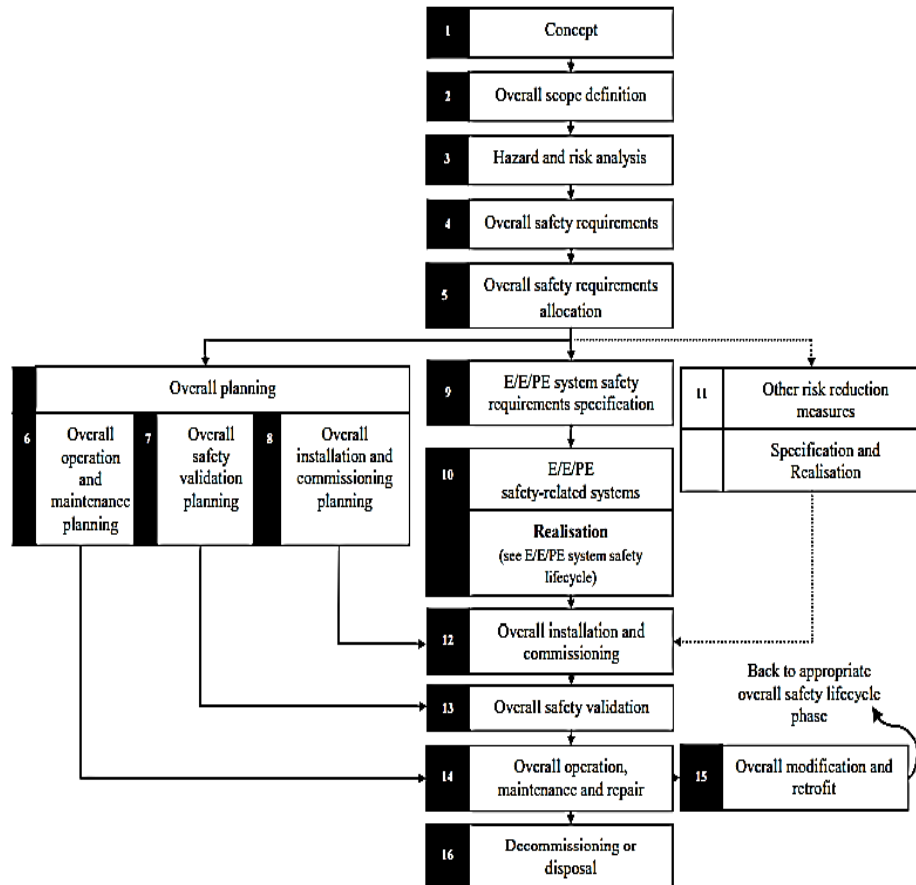 1
Concept
2
Overall scope definition
3
Hazard and risk analysis
4
Overall safety requirements
5
Overall safety requirements
allocation
Overall planning
6
Overall
operation
and
maintenance
planning
7
Overall
safety
validation
planning
8
Overall
installation and
commissioning
planning
9
E/E/PE system safety
requirements specification
10
E/E/PE
safety-related systems
Realisation
(see E/E/PE system safety
lifecycle)
11
Other risk reduction
measures
Specification and
Realisation
12
Overall installation and
commissioning
13
Overall safety validation
Back to appropriate
overall safety lifecycle
phase
14
Overall operation,
maintenance and repair
15
Overall modification and
retrofit
16
Decommissioning or
disposal